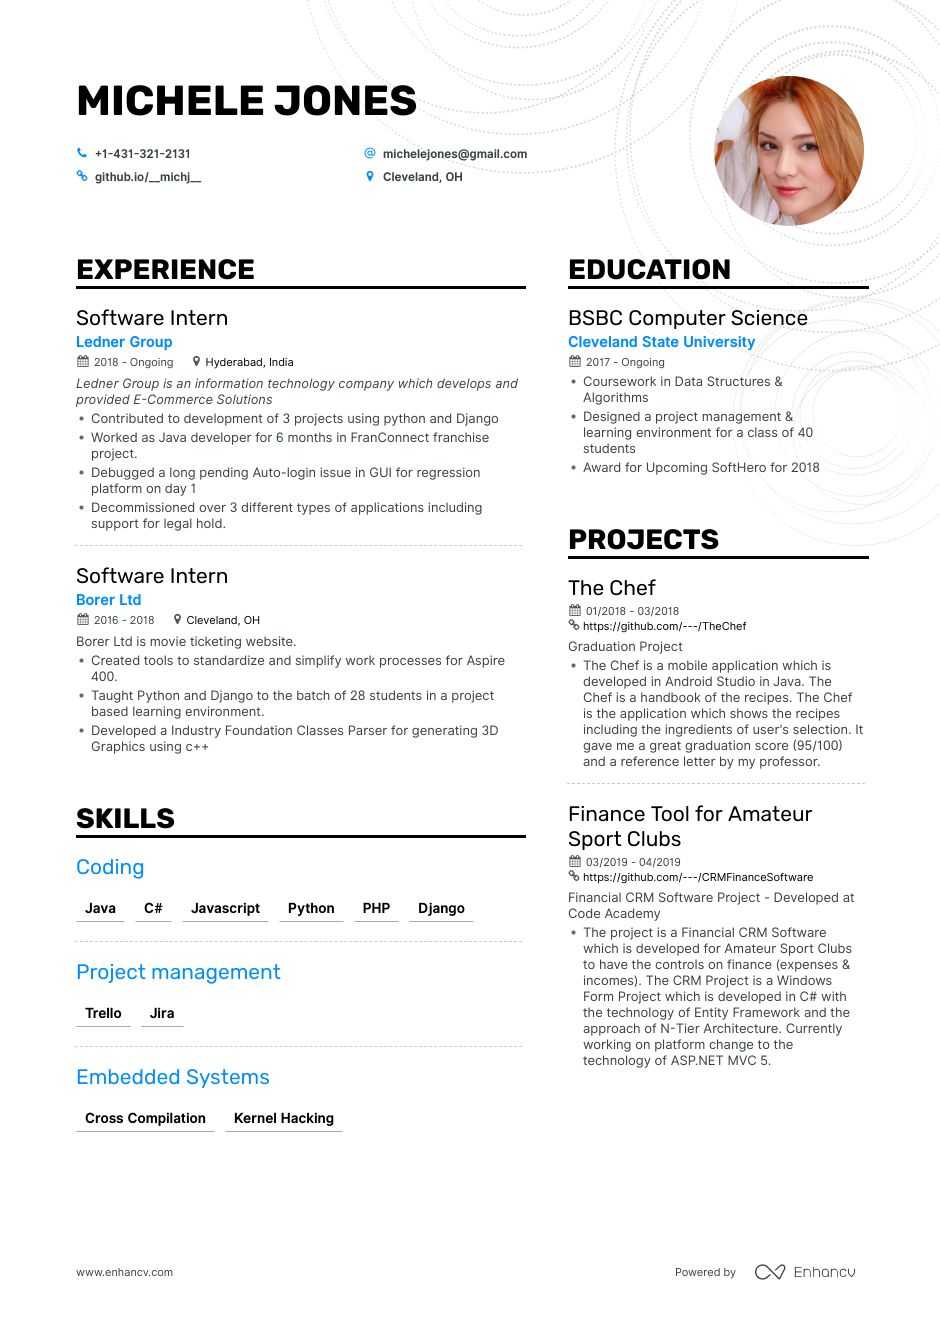 MICHELE JONES
+1-431-321-2131
michelejones@gmail.com
github.io/__michj__
Cleveland, OH
EXPERIENCE
Software Intern
Ledner Group
2018 - Ongoing Hyderabad, India
Ledner Group is an information technology company which develops and
provided E-Commerce Solutions
• Contributed to development of 3 projects using python and Django
• Worked as Java developer for 6 months in FranConnect franchise
project.
• Debugged a long pending Auto-login issue in GUI for regression
platform on day 1
• Decommissioned over 3 different types of applications including
support for legal hold.
Software Intern
Borer Ltd
2016 - 2018 Cleveland, OH
Borer Ltd is movie ticketing website.
• Created tools to standardize and simplify work processes for Aspire
400.
• Taught Python and Django to the batch of 28 students in a project
based learning environment.
• Developed a Industry Foundation Classes Parser for generating 3D
Graphics using c++
SKILLS
Coding
Java C# Javascript Python PHP Django
Project management
Trello Jira
Embedded Systems
Cross Compilation Kernel Hacking
EDUCATION
BSBC Computer Science
Cleveland State University
2017 - Ongoing
• Coursework in Data Structures &
Algorithms
• Designed a project management &
learning environment for a class of 40
students
• Award for Upcoming SoftHero for 2018
PROJECTS
The Chef
01/2018 - 03/2018
https://github.com/---/TheChef
Graduation Project
• The Chef is a mobile application which is
developed in Android Studio in Java. The
Chef is a handbook of the recipes. The Chef
is the application which shows the recipes
including the ingredients of user's selection. It
gave me a great graduation score (95/100)
and a reference letter by my professor.
Finance Tool for Amateur
Sport Clubs
03/2019 - 04/2019
https://github.com/---/CRMFinanceSoftware
Financial CRM Software Project - Developed at
Code Academy
• The project is a Financial CRM Software
which is developed for Amateur Sport Clubs
to have the controls on finance (expenses &
incomes). The CRM Project is a Windows
Form Project which is developed in C# with
the technology of Entity Framework and the
approach of N-Tier Architecture. Currently
working on platform change to the
technology of ASP.NET MVC 5.
www.enhancv.com
Powered by Enhancv